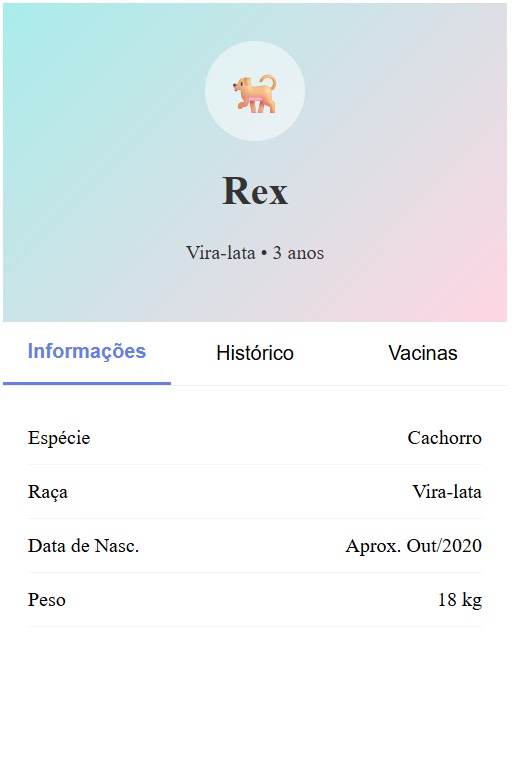 Rex
Vira-lata • 3 anos
Informações Histórico Vacinas
Espécie Cachorro
Raça Vira-lata
Data de Nasc. Aprox. Out/2020
Peso 18 kg